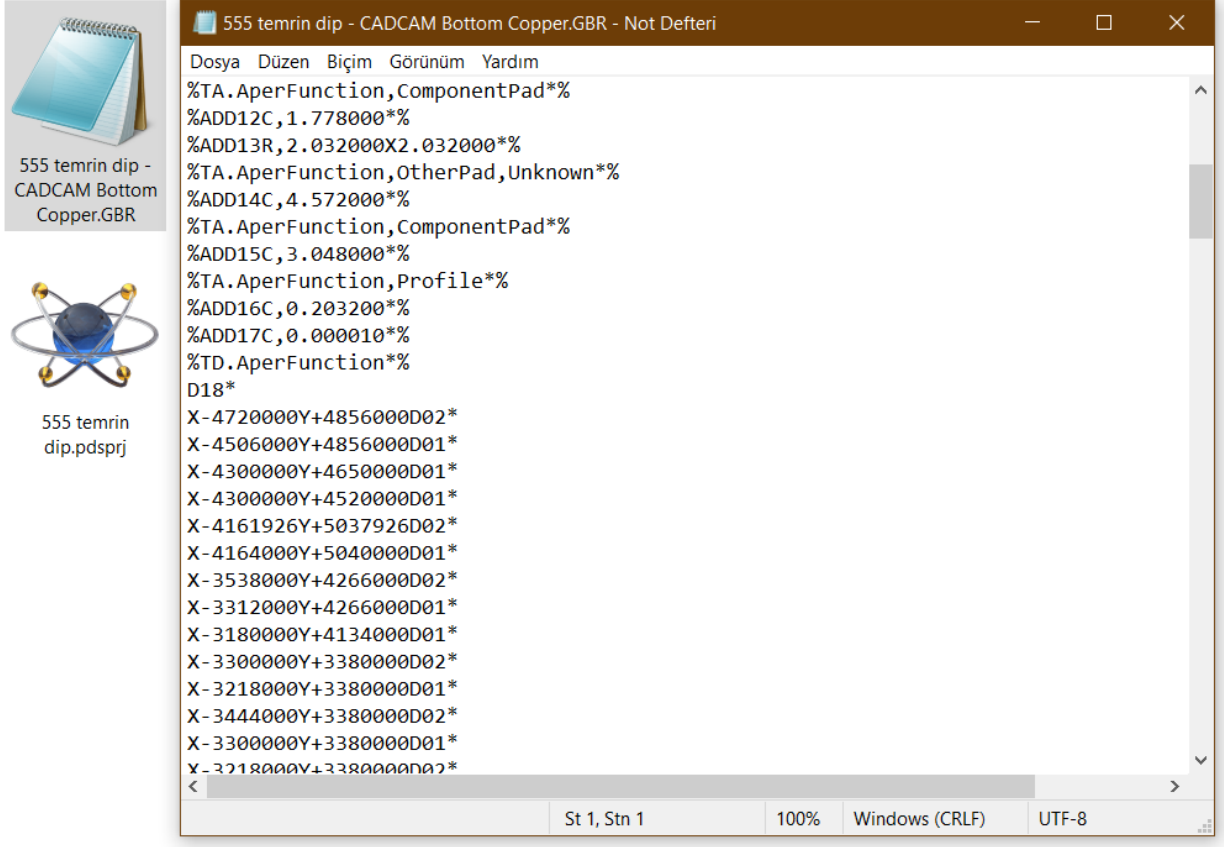 555 temrin dip -
CADCAM Bottom
Copper.GBR
555 temrin
dip.pdsprj
555 temrin dip - CADCAM Bottom Copper.GBR - Not Defteri
Dosya Düzen Biçim Görünüm Yardım
%TA.AperFunction,ComponentPad*%
%ADD12C,1.778000*%
%ADD13R,2.032000X2.032000*%
%TA.AperFunction,OtherPad,Unknown*%
%ADD14C,4.572000*%
%TA.AperFunction,ComponentPad*%
%ADD15C,3.048000*%
%TA.AperFunction,Profile*%
%ADD16C,0.203200*%
%ADD17C,0.000010*%
%TD.AperFunction*%
D18*
X-4720000Y+4856000D02*
X-4506000Y+4856000D01*
X-4300000Y+4650000D01*
X-4300000Y+4520000D01*
X-4161926Y+5037926D02*
X-4164000Y+5040000D01*
X-3538000Y+4266000D02*
X-3312000Y+4266000D01*
X-3180000Y+4134000D01*
X-3300000Y+3380000D02*
X-3218000Y+3380000D01*
X-3444000Y+3380000D02*
X-3300000Y+3380000D01*
X-3218000Y+3380000D02*
St 1, Stn 1
100%
Windows (CRLF)
UTF-8